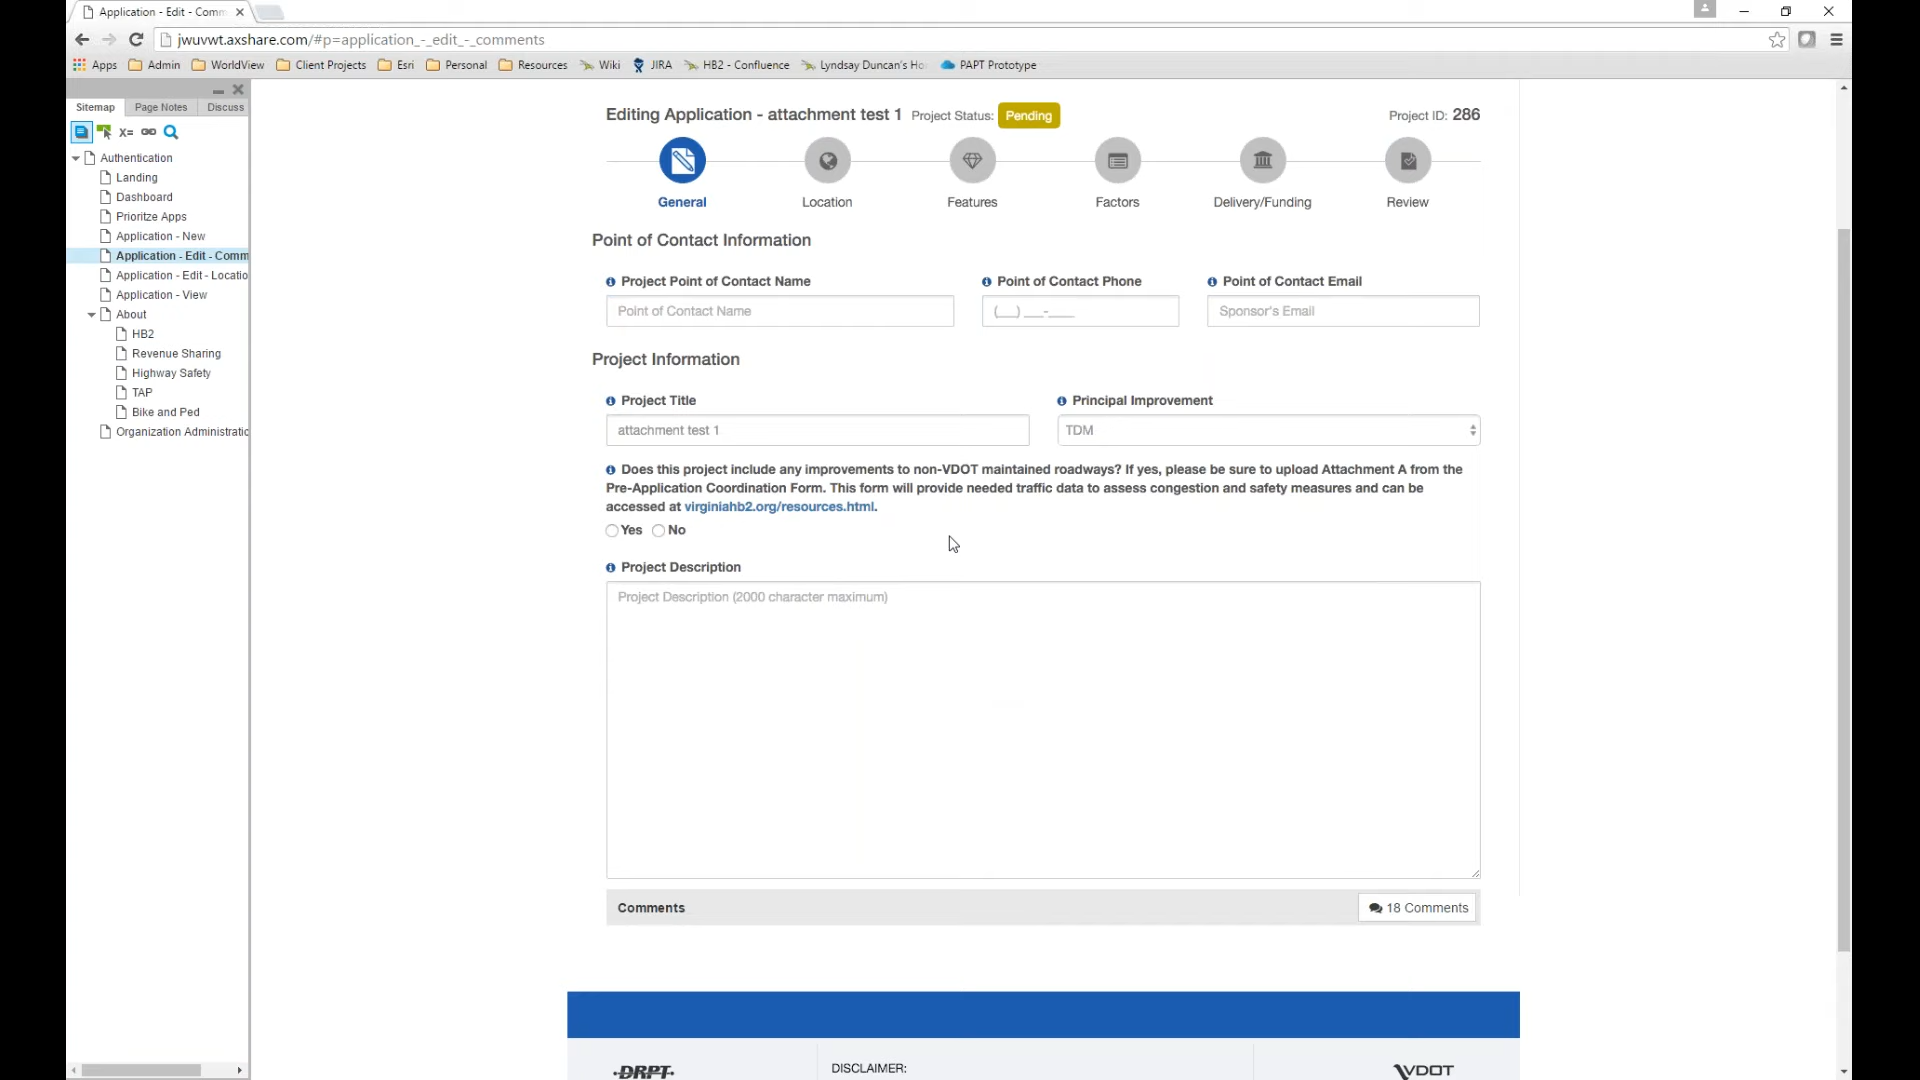 Application - Edit - Comm
jwuvwt.axshare.com/#p=application_-_edit_-_comments
Apps Admin WorldView Client Projects Esri Personal Resources Wiki JIRA HB2 - Confluence Lyndsay Duncan's Ho PAPT Prototype
Sitemap Page Notes Discuss
X=
Authentication
Landing
Dashboard
Prioritze Apps
Application - New
Application - Edit - Comm
Application - Edit - Locatio
Application - View
About
HB2
Revenue Sharing
Highway Safety
TAP
Bike and Ped
Organization Administratio
Editing Application - attachment test 1 Project Status: Pending Project ID: 286
General Location Features Factors Delivery/Funding Review
Point of Contact Information
Project Point of Contact Name Point of Contact Phone Point of Contact Email
Point of Contact Name (___) ___-____ Sponsor's Email
Project Information
Project Title Principal Improvement
attachment test 1 TDM
Does this project include any improvements to non-VDOT maintained roadways? If yes, please be sure to upload Attachment A from the
Pre-Application Coordination Form. This form will provide needed traffic data to assess congestion and safety measures and can be
accessed at virginiahb2.org/resources.html.
Yes No
Project Description
Project Description (2000 character maximum)
Comments 18 Comments
DRPT DISCLAIMER: VDOT